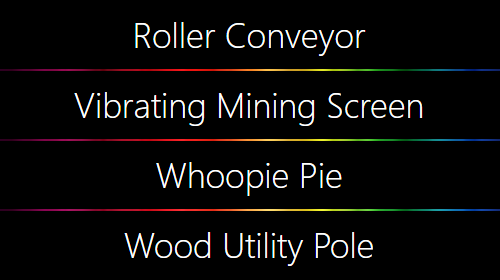 Roller Conveyor
Vibrating Mining Screen
Whoopie Pie
Wood Utility Pole